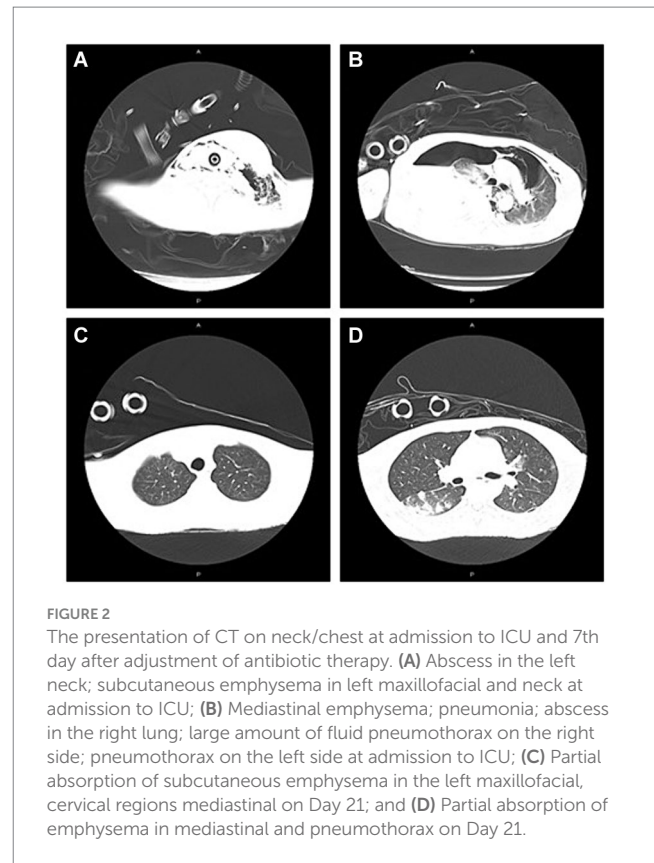 A
A
P
B
A
P
C
A
P
D
A
P
FIGURE 2
The presentation of CT on neck/chest at admission to ICU and 7th
day after adjustment of antibiotic therapy. (A) Abscess in the left
neck; subcutaneous emphysema in left maxillofacial and neck at
admission to ICU; (B) Mediastinal emphysema; pneumonia; abscess
in the right lung; large amount of fluid pneumothorax on the right
side; pneumothorax on the left side at admission to ICU; (C) Partial
absorption of subcutaneous emphysema in the left maxillofacial,
cervical regions mediastinal on Day 21; and (D) Partial absorption of
emphysema in mediastinal and pneumothorax on Day 21.